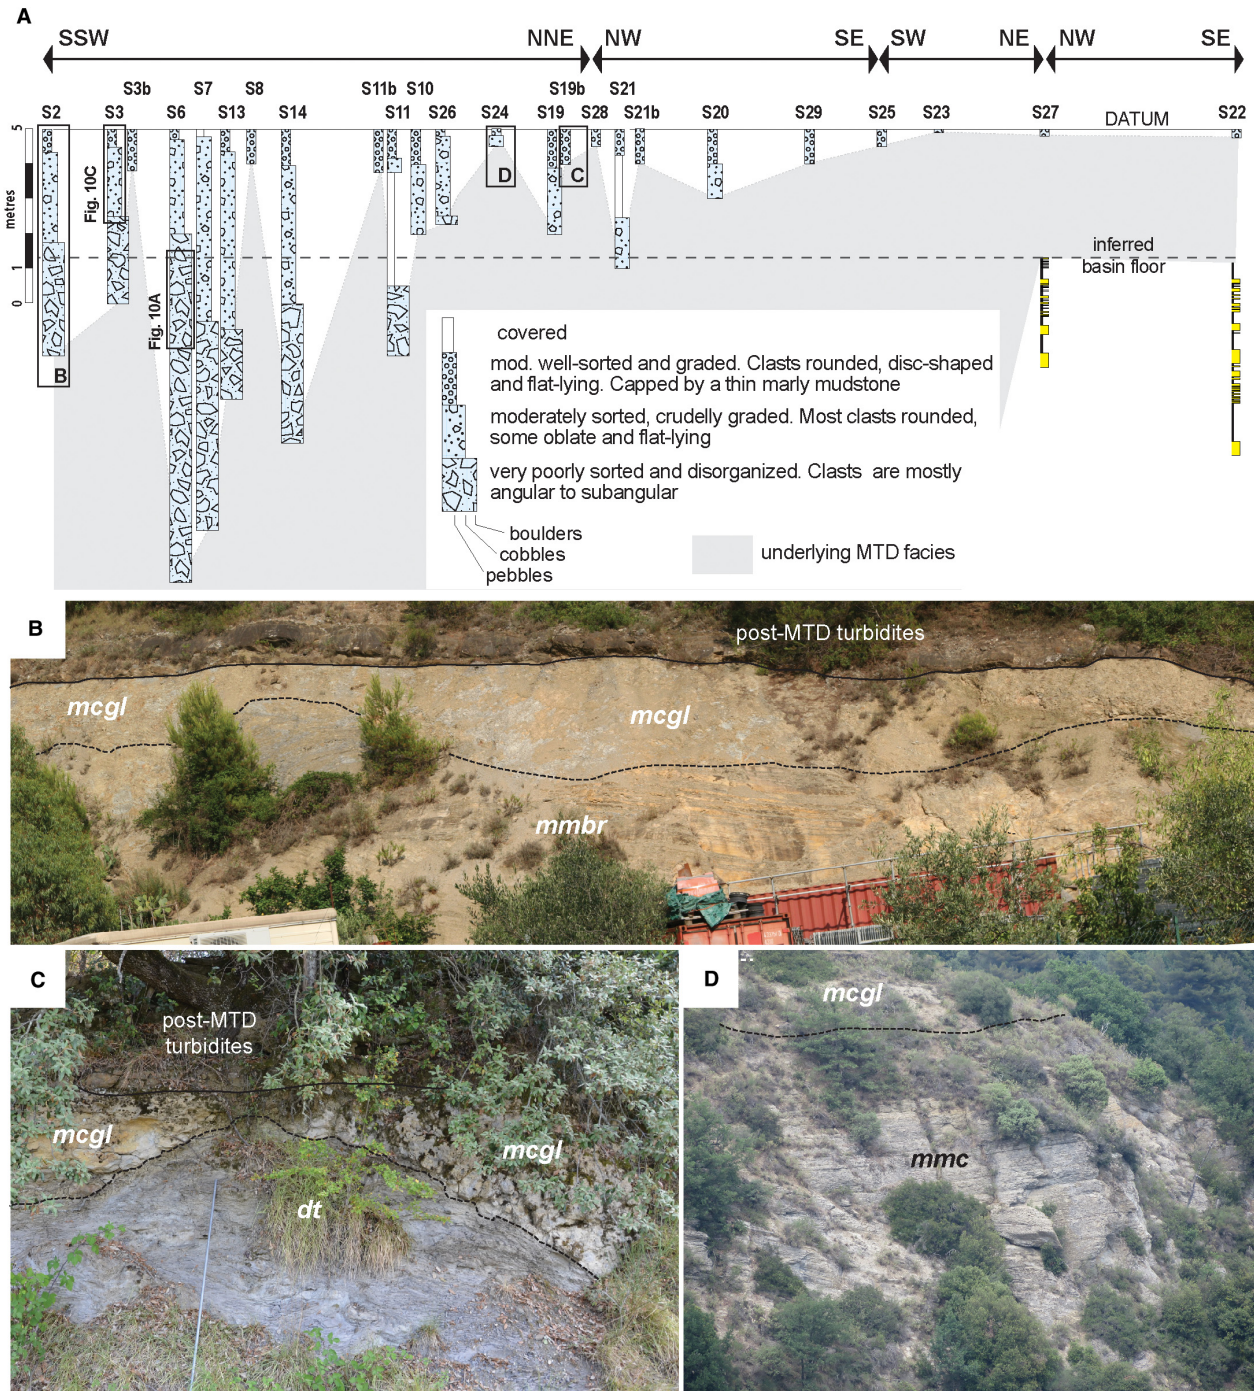 A
SSW NNE NW SE SW NE NW SE
S3b S7 S8 S11b S10 S19b S21
S2 S3 S6 S13 S14 S11 S26 S24 S19 S28 S21b S20 S29 S25 S23 S27 DATUM S22
5
metres
1
0
Fig. 10C
Fig. 10A
B
D
C
inferred
basin floor
covered
mod. well-sorted and graded. Clasts rounded, disc-shaped
and flat-lying. Capped by a thin marly mudstone
moderately sorted, crudelly graded. Most clasts rounded,
some oblate and flat-lying
very poorly sorted and disorganized. Clasts are mostly
angular to subangular
boulders
cobbles
pebbles
underlying MTD facies
B
post-MTD turbidites
mcgl
mcgl
mmbr
C
post-MTD
turbidites
mcgl
mcgl
dt
D
mcgl
mmc